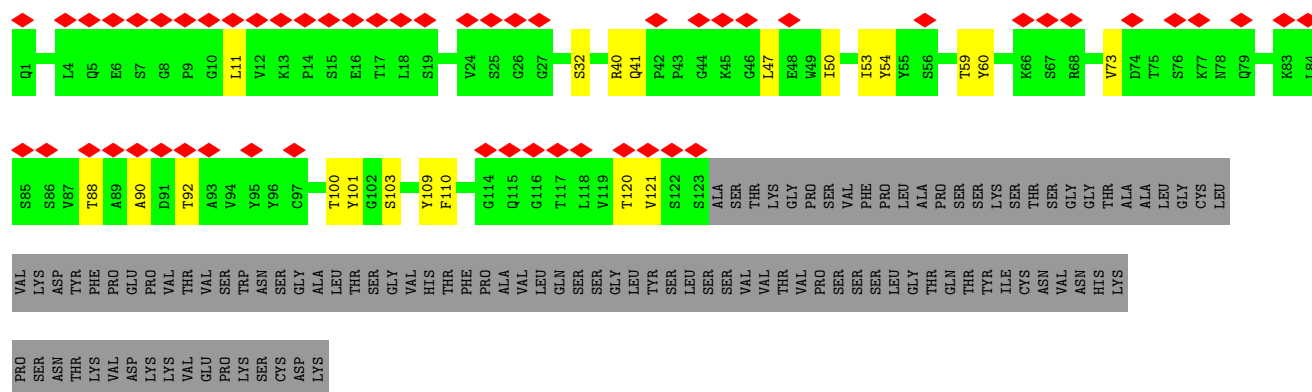 Q1 L4 Q5 E6 S7 G8 P9 G10 L11 V12 K13 P14 S15 E16 T17 L18 S19 V24 S25 G26 G27 S32 R40 Q41 P42 P43 G44 K45 G46 L47 E48 W49 I50 I53 Y54 Y55 S56 T59 Y60 K66 S67 R68 V73 D74 T75 S76 K77 N78 Q79 K83 L84
S85 S86 V87 T88 A89 A90 D91 T92 A93 V94 Y95 Y96 C97 T100 Y101 G102 S103 Y109 F110 G114 Q115 G116 T117 L118 V119 T120 V121 S122 S123 ALA SER THR LYS GLY PRO SER VAL PHE PRO LEU ALA PRO SER SER LYS SER THR SER GLY GLY THR ALA ALA LEU GLY CYS LEU
VAL LYS ASP TYR PHE PRO GLU PRO VAL THR VAL SER TRP ASN SER GLY ALA LEU THR SER GLY VAL HIS THR PHE PRO ALA VAL LEU GLN SER SER GLY LEU TYR SER LEU SER SER VAL VAL THR VAL PRO SER SER SER LEU GLY THR GLN THR TYR ILE CYS ASN VAL ASN HIS LYS
PRO SER ASN THR LYS VAL ASP LYS LYS VAL GLU PRO LYS SER CYS ASP LYS